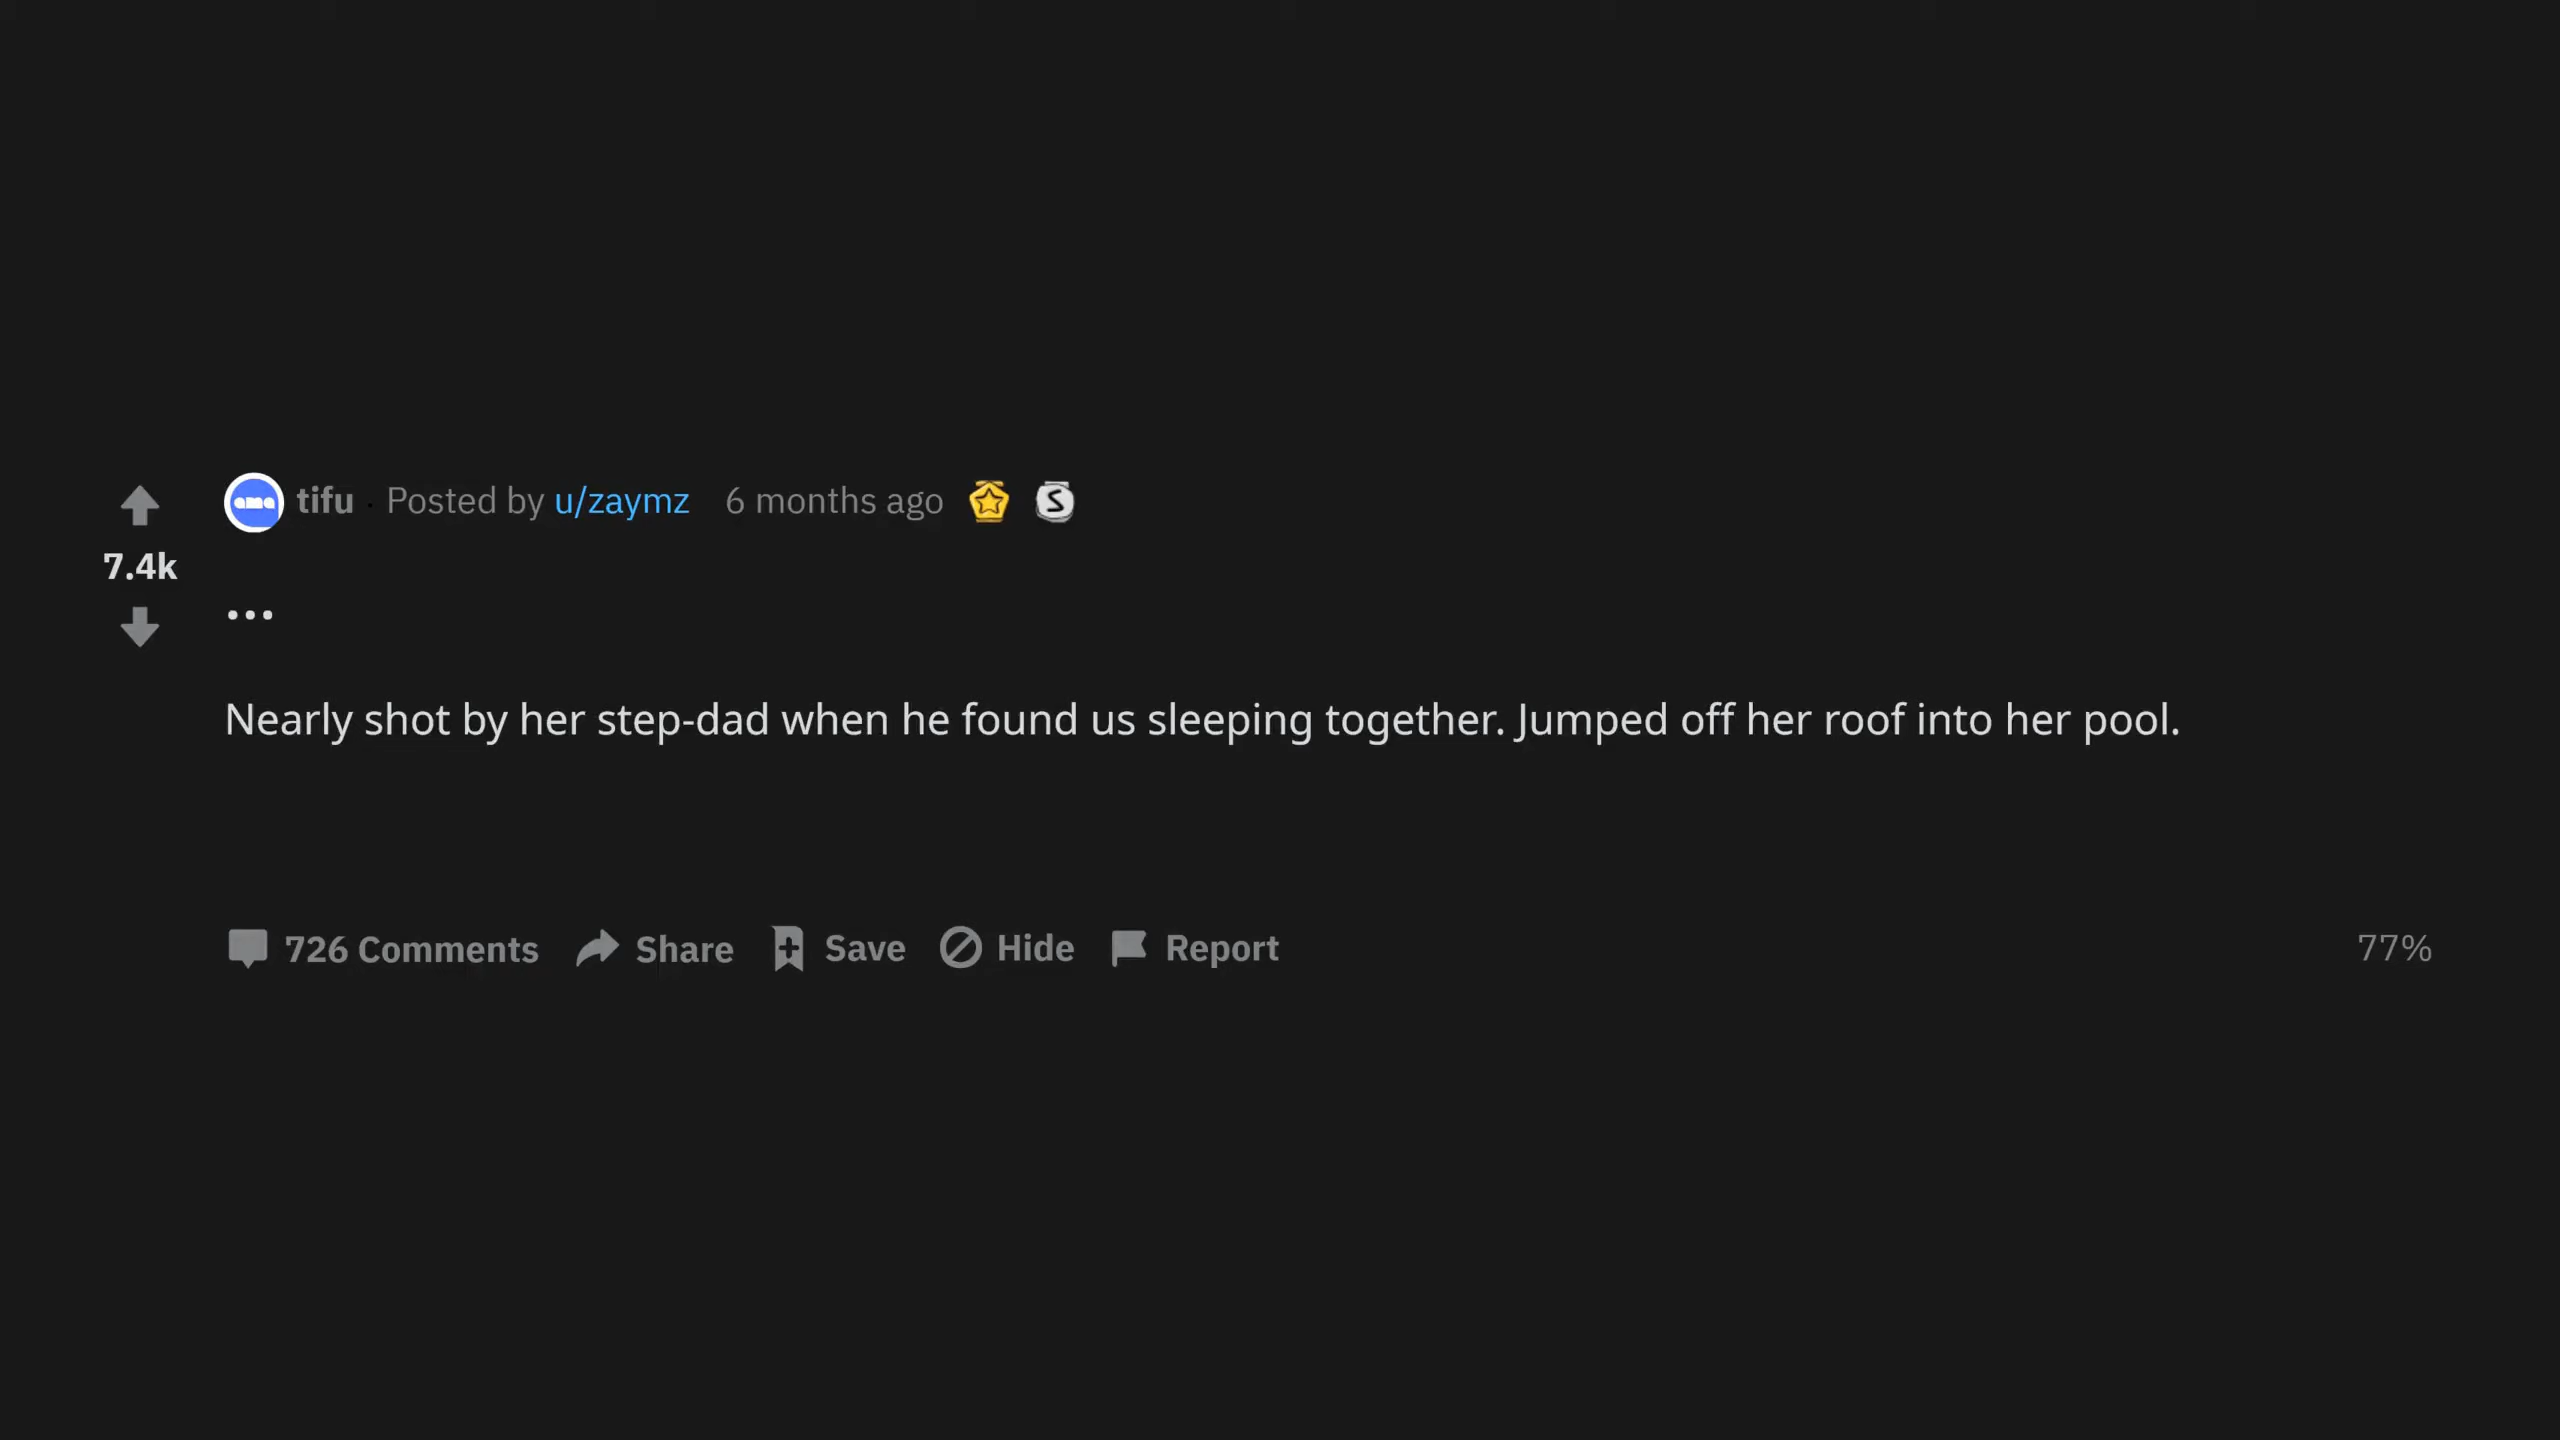 tifu · Posted by u/zaymz 6 months ago
7.4k
...
Nearly shot by her step-dad when he found us sleeping together. Jumped off her roof into her pool.
726 Comments Share Save Hide Report 77%